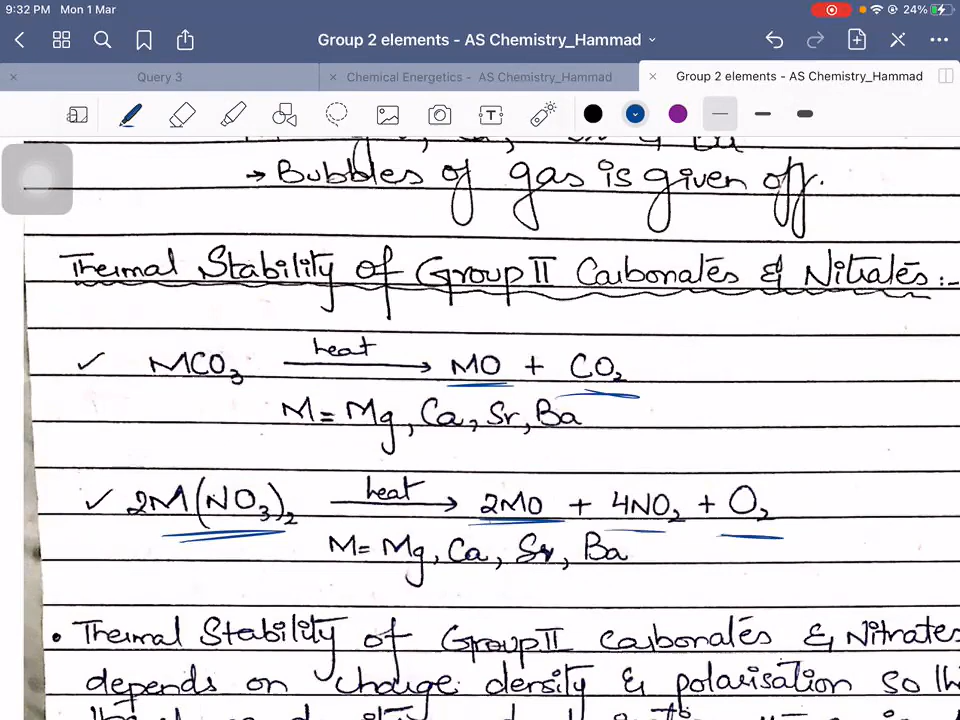 9:32 PM Mon 1 Mar
24%
Group 2 elements - AS Chemistry_Hammad
Query 3
Chemical Energetics - AS Chemistry_Hammad
Group 2 elements - AS Chemistry_Hammad
→ Bubbles of gas is given off.
Thermal Stability of Group II Carbonates & Nitrates:-
✓ MCO₃ heat → MO + CO₂
M = Mg, Ca, Sr, Ba
✓ 2M(NO₃)₂ heat → 2MO + 4NO₂ + O₂
M = Mg, Ca, Sr, Ba
• Thermal Stability of Group II Carbonates & Nitrates
depends on charge density & polarisation so